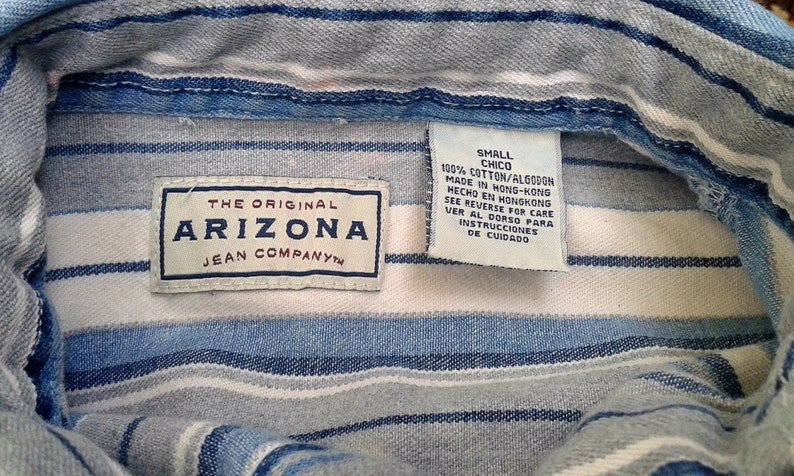 THE ORIGINAL
ARIZONA
JEAN COMPANY™
SMALL
CHICO
100% COTTON/ALGODON
MADE IN HONG-KONG
HECHO EN HONGKONG
SEE REVERSE FOR CARE
VER AL DORSO PARA
INSTRUCCIONES
DE CUIDADO